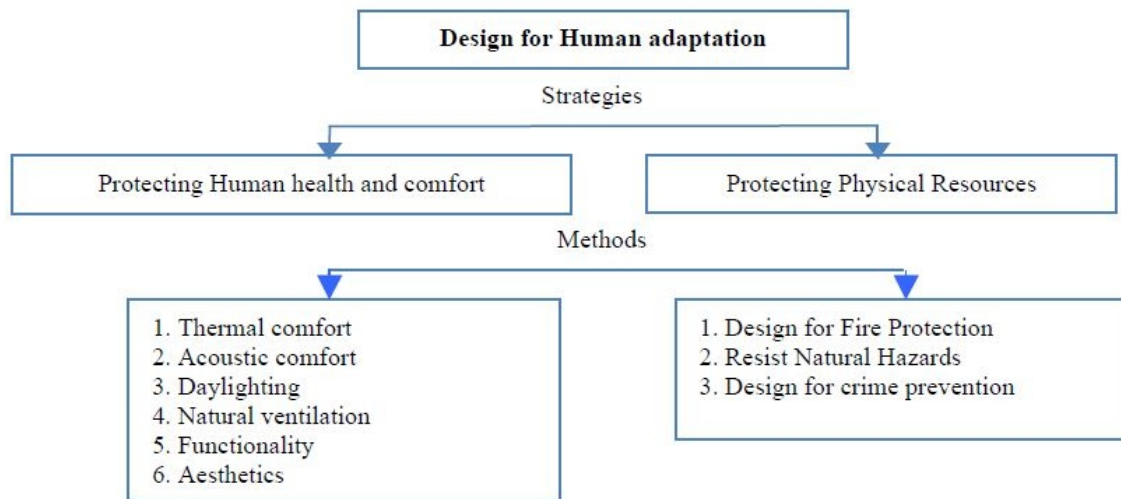 Design for Human adaptation
Strategies
Protecting Human health and comfort
Protecting Physical Resources
Methods
1. Thermal comfort
2. Acoustic comfort
3. Daylighting
4. Natural ventilation
5. Functionality
6. Aesthetics
1. Design for Fire Protection
2. Resist Natural Hazards
3. Design for crime prevention